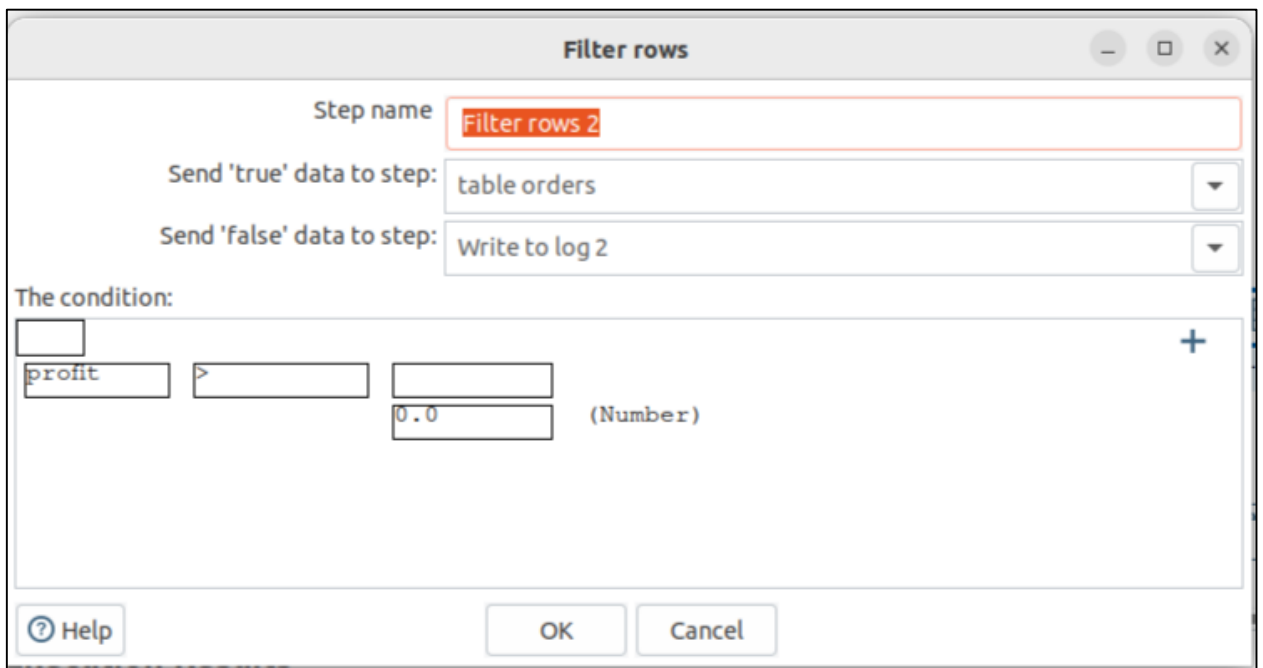 Filter rows
Step name
Filter rows 2
Send 'true' data to step:
table orders
Send 'false' data to step:
Write to log 2
The condition:
profit
>
0.0 (Number)
Help
OK
Cancel